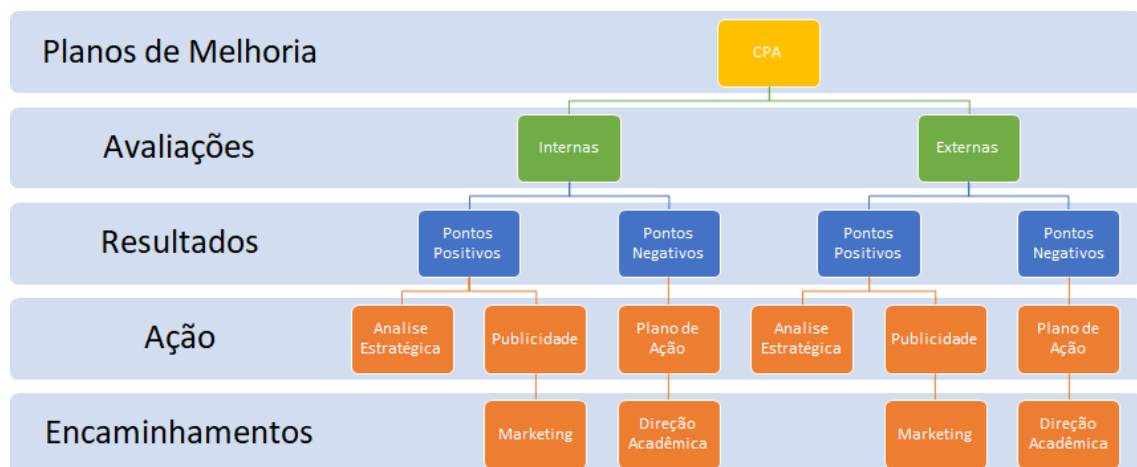 Planos de Melhoria
CPA
Avaliações
Internas
Externas
Resultados
Pontos
Positivos
Pontos
Negativos
Pontos
Positivos
Pontos
Negativos
Ação
Analise
Estratégica
Publicidade
Plano de
Ação
Analise
Estratégica
Publicidade
Plano de
Ação
Encaminhamentos
Marketing
Direção
Acadêmica
Marketing
Direção
Acadêmica